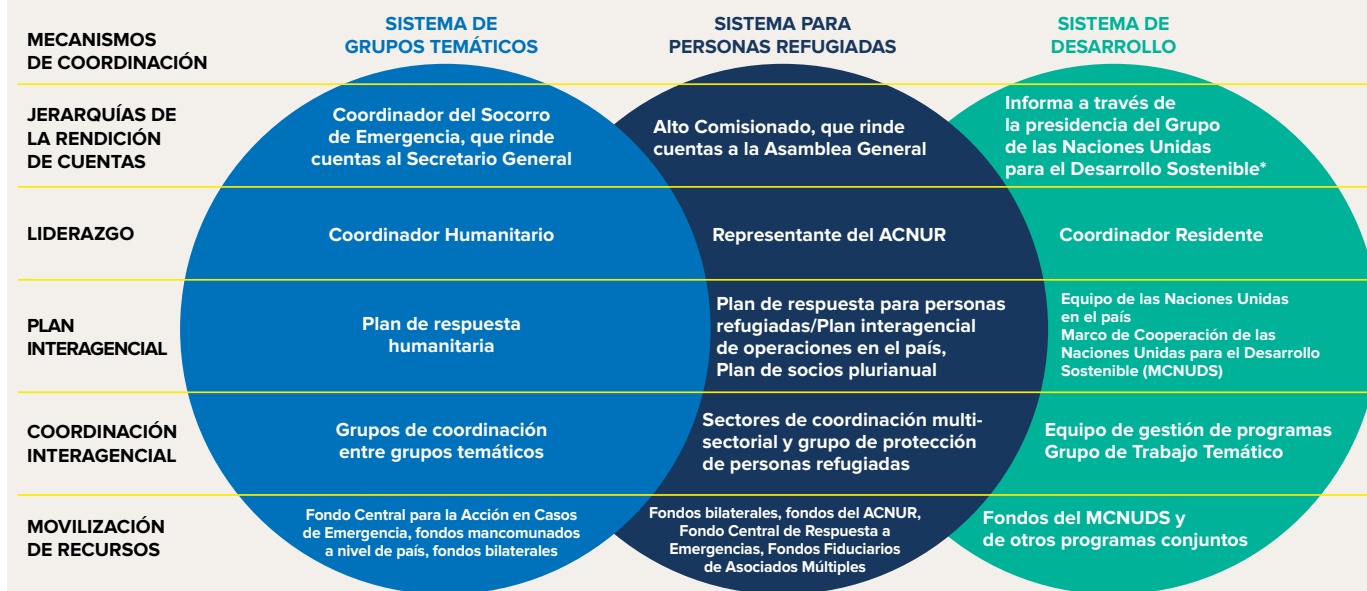 MECANISMOS
DE COORDINACIÓN
SISTEMA DE
GRUPOS TEMÁTICOS
SISTEMA PARA
PERSONAS REFUGIADAS
SISTEMA DE
DESARROLLO
JERARQUÍAS DE
LA RENDICIÓN
DE CUENTAS
Coordinador del Socorro
de Emergencia, que rinde
cuentas al Secretario General
Alto Comisionado, que rinde
cuentas a la Asamblea General
Informa a través de
la presidencia del Grupo
de las Naciones Unidas
para el Desarrollo Sostenible*
LIDERAZGO
Coordinador Humanitario
Representante del ACNUR
Coordinador Residente
PLAN
INTERAGENCIAL
Plan de respuesta
humanitaria
Plan de respuesta para personas
refugiadas/Plan interagencial
de operaciones en el país,
Plan de socios plurianual
Equipo de las Naciones Unidas
en el país
Marco de Cooperación de las
Naciones Unidas para el Desarrollo
Sostenible (MCNUDS)
COORDINACIÓN
INTERAGENCIAL
Grupos de coordinación
entre grupos temáticos
Sectores de coordinación multi-
sectorial y grupo de protección
de personas refugiadas
Equipo de gestión de programas
Grupo de Trabajo Temático
MOVILIZACIÓN
DE RECURSOS
Fondo Central para la Acción en Casos
de Emergencia, fondos mancomunados
a nivel de país, fondos bilaterales
Fondos bilaterales, fondos del ACNUR,
Fondo Central de Respuesta a
Emergencias, Fondos Fiduciarios
de Asociados Múltiples
Fondos del MCNUDS y
de otros programas conjuntos